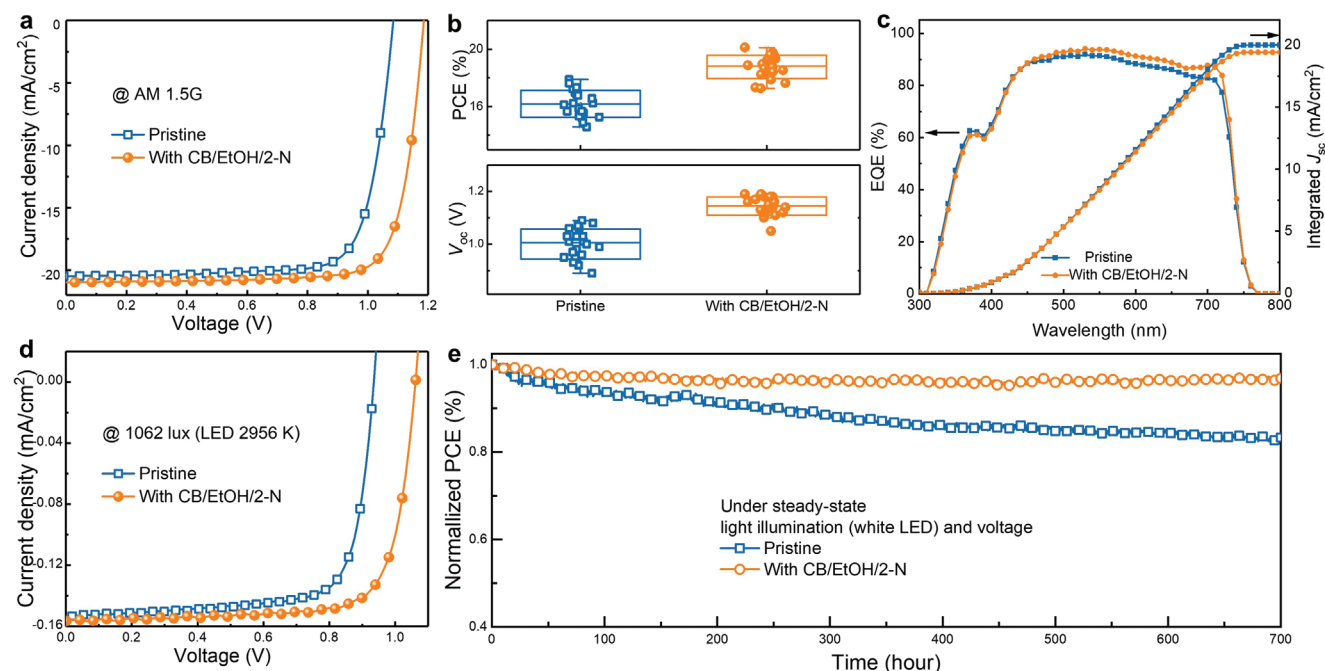 a
Current density (mA/cm²)
0
-5
-10
-15
-20
@ AM 1.5G
Pristine
With CB/EtOH/2-N
0.0 0.2 0.4 0.6 0.8 1.0 1.2
Voltage (V)
b
PCE (%)
20
18
16
14
Voc (V)
1.2
1.0
Pristine With CB/EtOH/2-N
c
EQE (%)
100
80
60
40
20
0
Pristine
With CB/EtOH/2-N
20
15
10
5
0
Integrated Jsc (mA/cm²)
300 400 500 600 700 800
Wavelength (nm)
d
Current density (mA/cm²)
0.00
-0.04
-0.08
-0.12
-0.16
@ 1062 lux (LED 2956 K)
Pristine
With CB/EtOH/2-N
0.0 0.2 0.4 0.6 0.8 1.0
Voltage (V)
e
Normallized PCE (%)
1.0
0.8
0.6
0.4
Under steady-state
light illumination (white LED) and voltage
Pristine
With CB/EtOH/2-N
0 100 200 300 400 500 600 700
Time (hour)